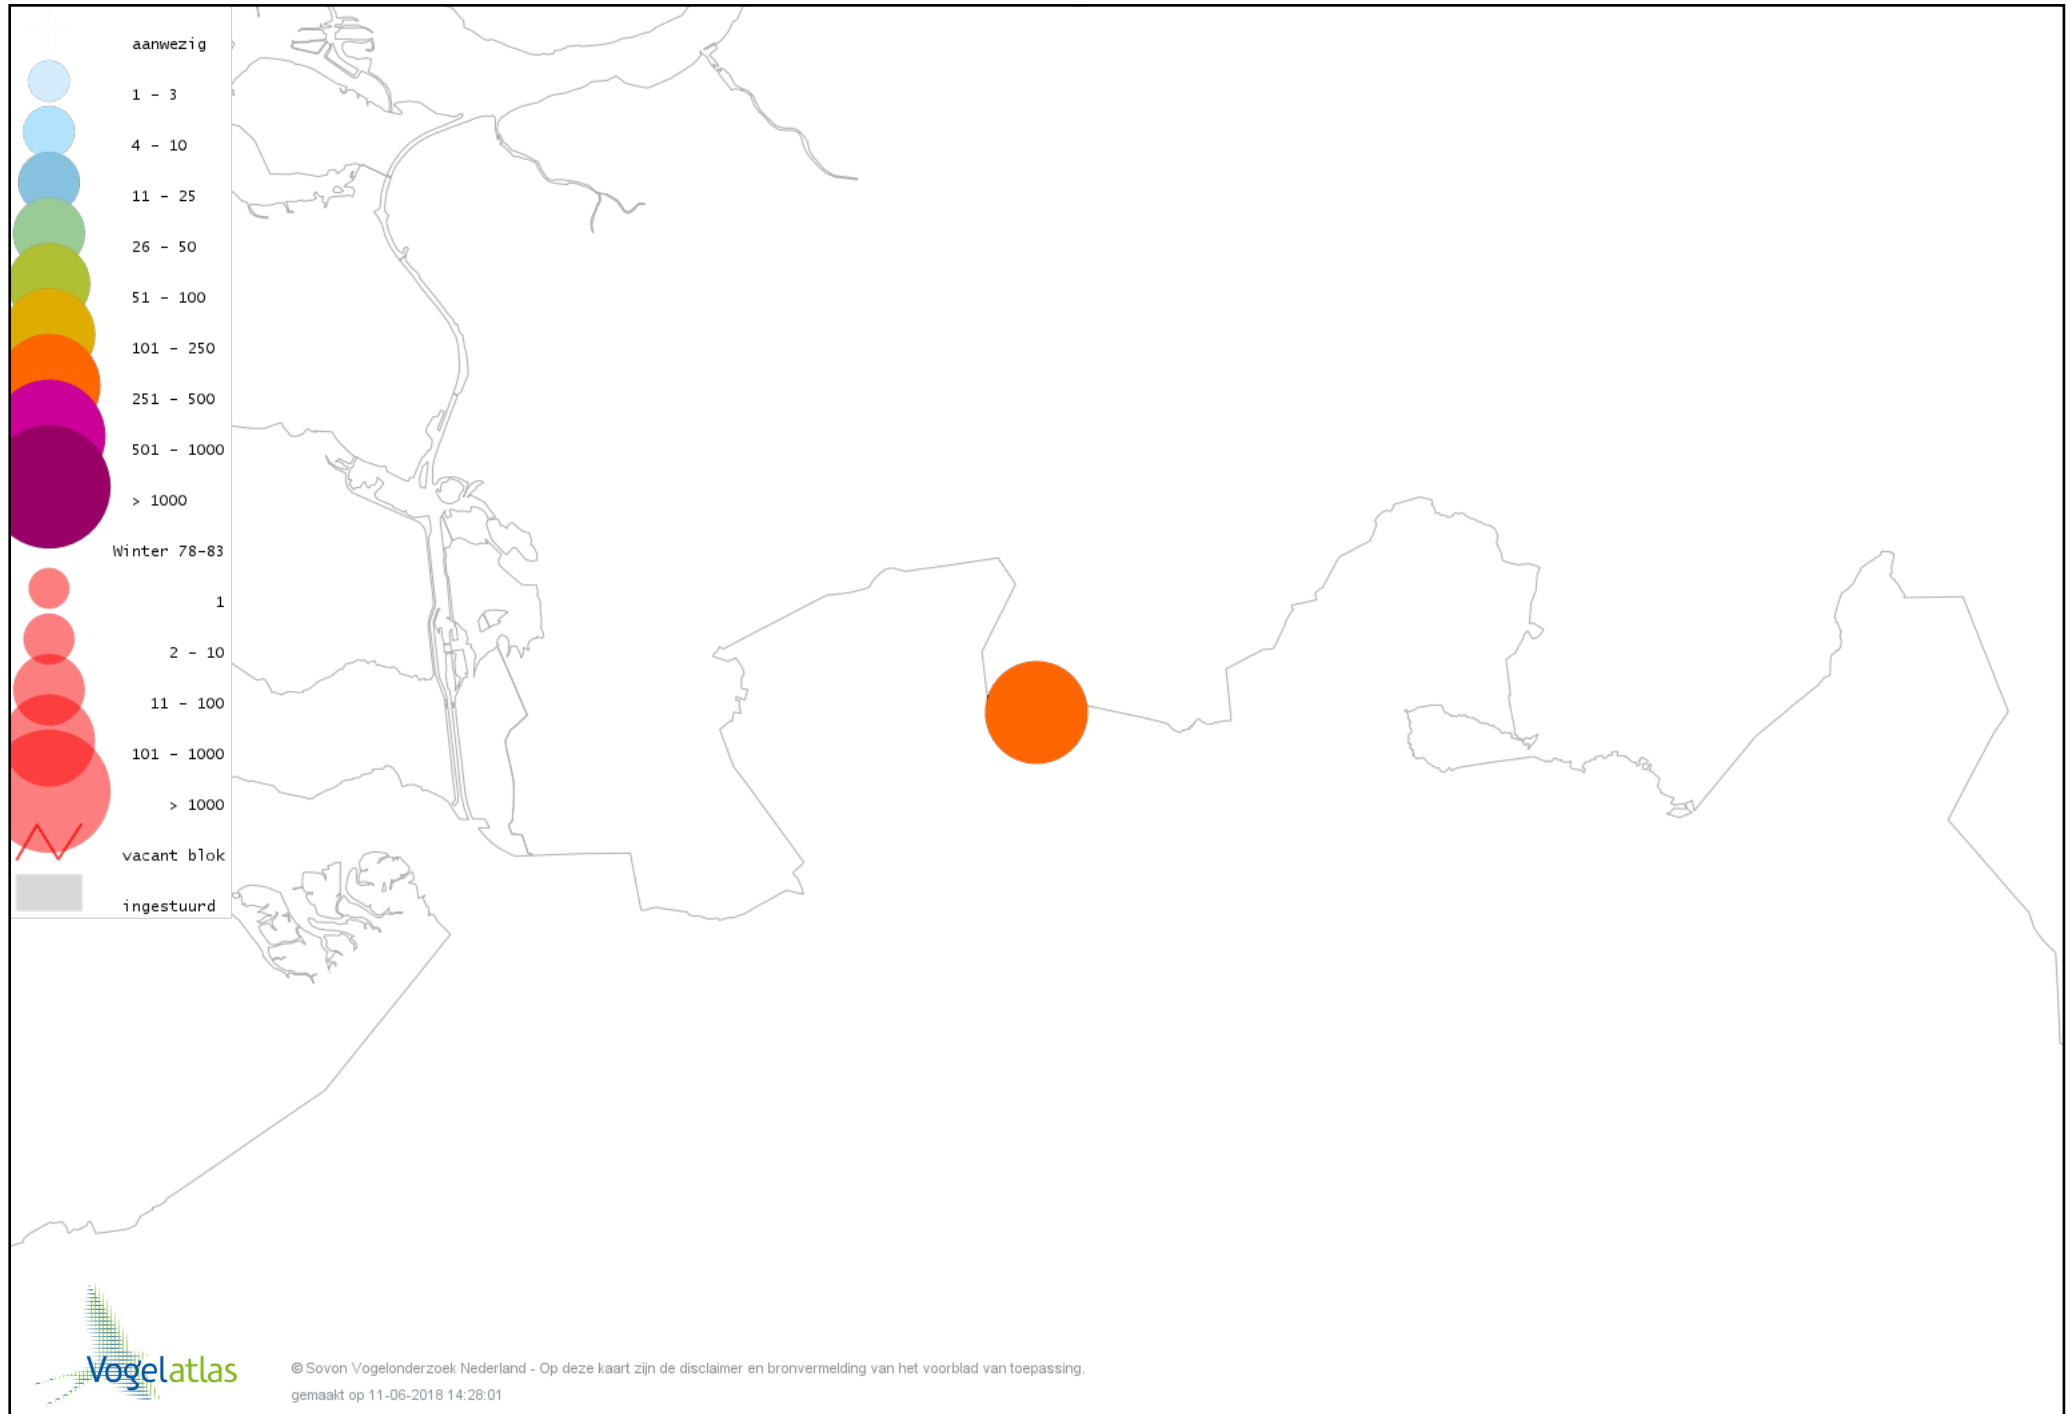 aanwezig
1 - 3
4 - 10
11 - 25
26 - 50
51 - 100
101 - 250
251 - 500
501 - 1000
> 1000
Winter 78-83
1
2 - 10
11 - 100
101 - 1000
> 1000
vacant blok
ingestuurd
Vogelatlas
© Sovon Vogelonderzoek Nederland - Op deze kaart zijn de disclaimer en bronvermelding van het voorblad van toepassing.
gemaakt op 11-06-2018 14:28:01